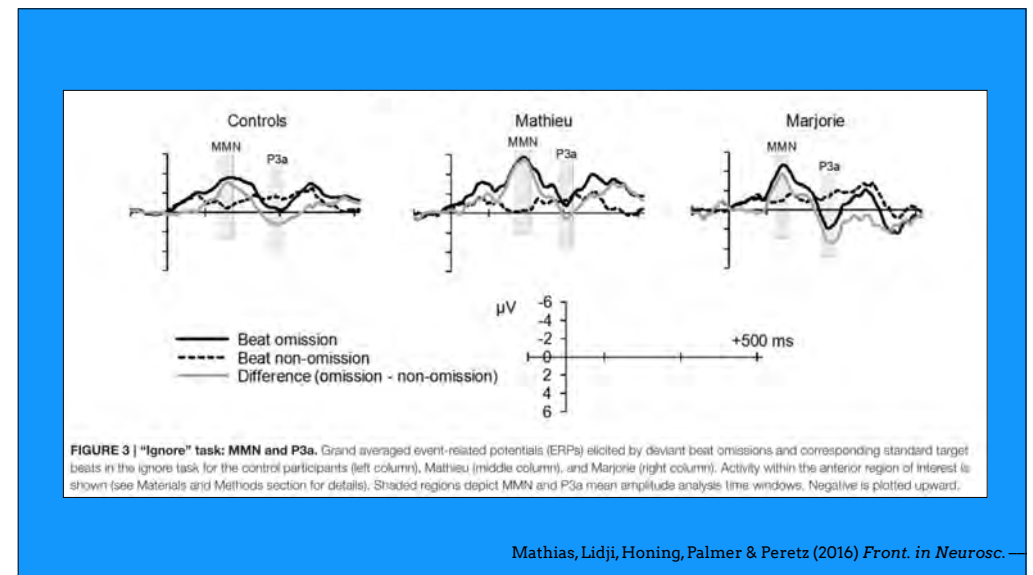 Controls
Mathieu
Marjorie
MMN
P3a
MMN
P3a
MMN
P3a
µV
-6
-4
-2
0
2
4
6
+500 ms
Beat omission
Beat non-omission
Difference (omission - non-omission)
FIGURE 3 | "Ignore" task: MMN and P3a. Grand averaged event-related potentials (ERPs) elicited by deviant beat omissions and corresponding standard target
beats in the ignore task for the control participants (left column), Mathieu (middle column), and Marjorie (right column). Activity within the anterior region of interest is
shown (see Materials and Methods section for details). Shaded regions depict MMN and P3a mean amplitude analysis time windows. Negative is plotted upward.
Mathias, Lidji, Honing, Palmer & Peretz (2016) Front. in Neurosc. —